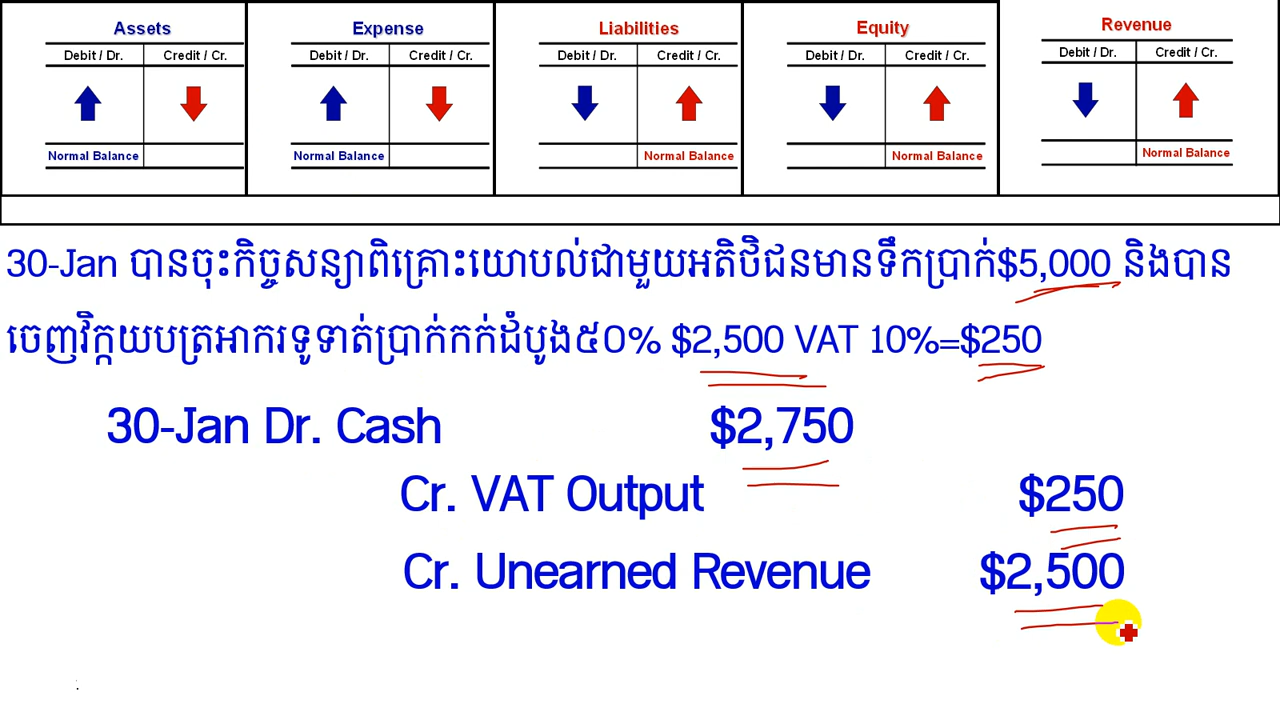 Assets Expense Liabilities Equity Revenue
Debit / Dr. Credit / Cr. Debit / Dr. Credit / Cr. Debit / Dr. Credit / Cr. Debit / Dr. Credit / Cr. Debit / Dr. Credit / Cr.
Normal Balance Normal Balance Normal Balance Normal Balance Normal Balance
30-Jan បានចុះកិច្ចសន្យាពិគ្រោះយោបល់ជាមួយអតិថិជនមានទឹកប្រាក់$5,000 និងបាន
ចេញវិក្កយបត្រអាករទូទាត់ប្រាក់កក់ដំបូង៥០% $2,500 VAT 10%=$250
30-Jan Dr. Cash $2,750
Cr. VAT Output $250
Cr. Unearned Revenue $2,500